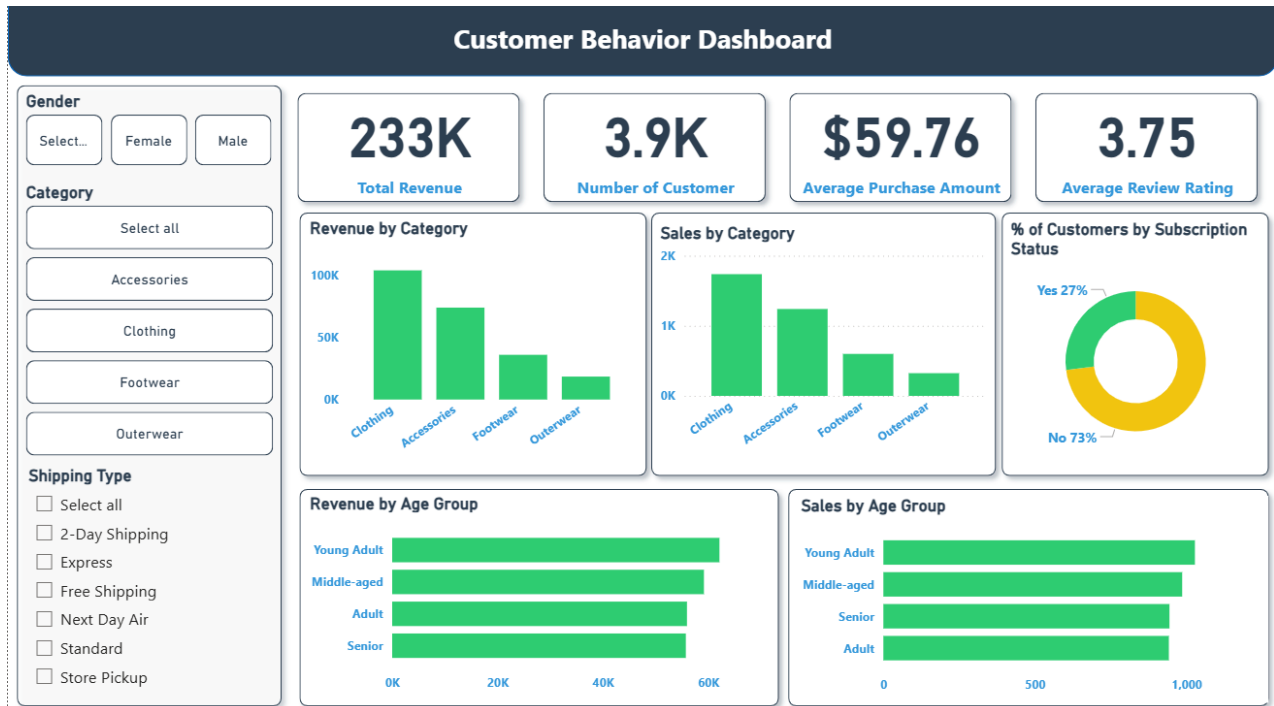 Customer Behavior Dashboard
Gender
Select...
Female
Male
Category
Select all
Accessories
Clothing
Footwear
Outerwear
Shipping Type
Select all
2-Day Shipping
Express
Free Shipping
Next Day Air
Standard
Store Pickup
233K
Total Revenue
3.9K
Number of Customer
$59.76
Average Purchase Amount
3.75
Average Review Rating
Revenue by Category
100K
50K
0K
Clothing
Accessories
Footwear
Outerwear
Sales by Category
2K
1K
0K
Clothing
Accessories
Footwear
Outerwear
% of Customers by Subscription
Status
Yes 27%
No 73%
Revenue by Age Group
Young Adult
Middle-aged
Adult
Senior
0K 20K 40K 60K
Sales by Age Group
Young Adult
Middle-aged
Senior
Adult
0 500 1,000